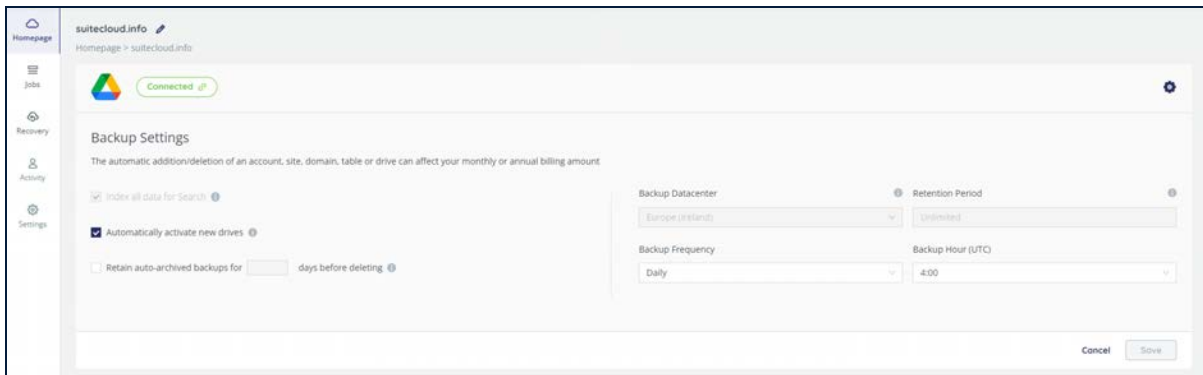 Homepage
Jobs
Recovery
Activity
Settings
suitecloud.info
Homepage > suitecloud.info
Connected
Backup Settings
The automatic addition/deletion of an account, site, domain, table or drive can affect your monthly or annual billing amount
Index all data for Search
Automatically activate new drives
Retain auto-archived backups for days before deleting
Backup Datacenter
Europe (Ireland)
Retention Period
Unlimited
Backup Frequency
Daily
Backup Hour (UTC)
4:00
Cancel
Save